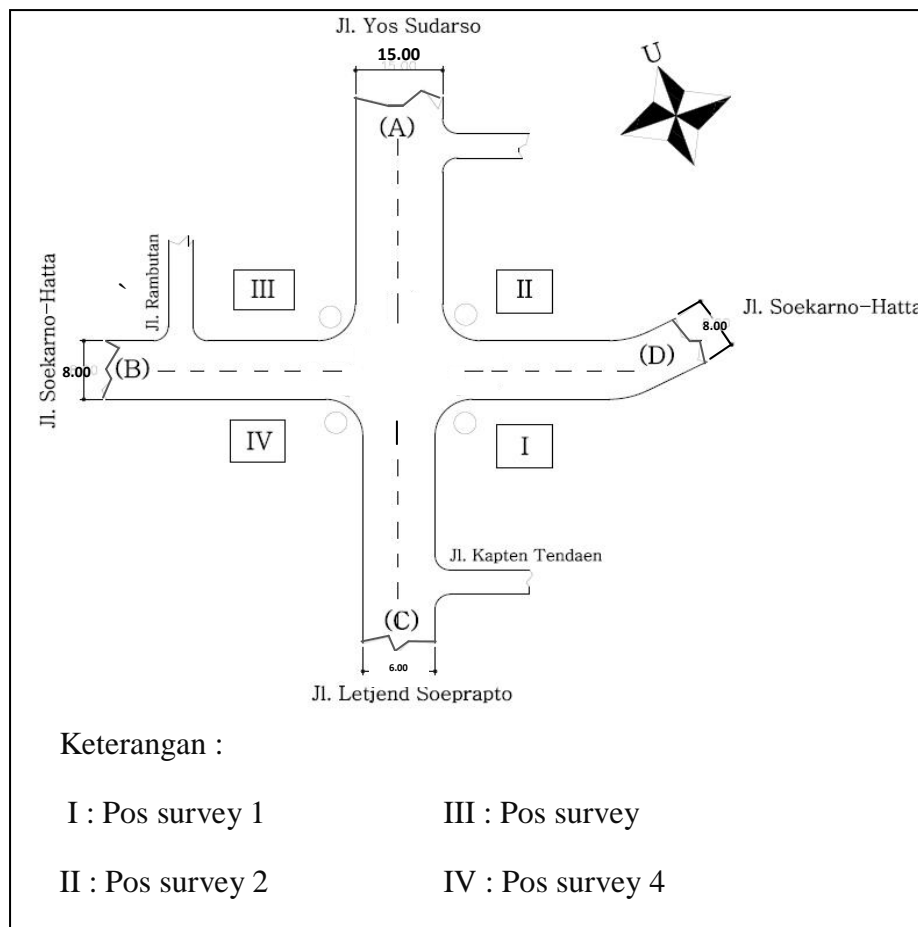 Jl. Yos Sudarso
15.00
U
(A)
Jl. Soekarno-Hatta
Jl. Rambutan
III
II
Jl. Soekarno-Hatta
8.00
8.00
(B)
(D)
IV
I
Jl. Kapten Tendaen
(C)
6.00
Jl. Letjend Soeprapto
Keterangan :
I : Pos survey 1
III : Pos survey
II : Pos survey 2
IV : Pos survey 4